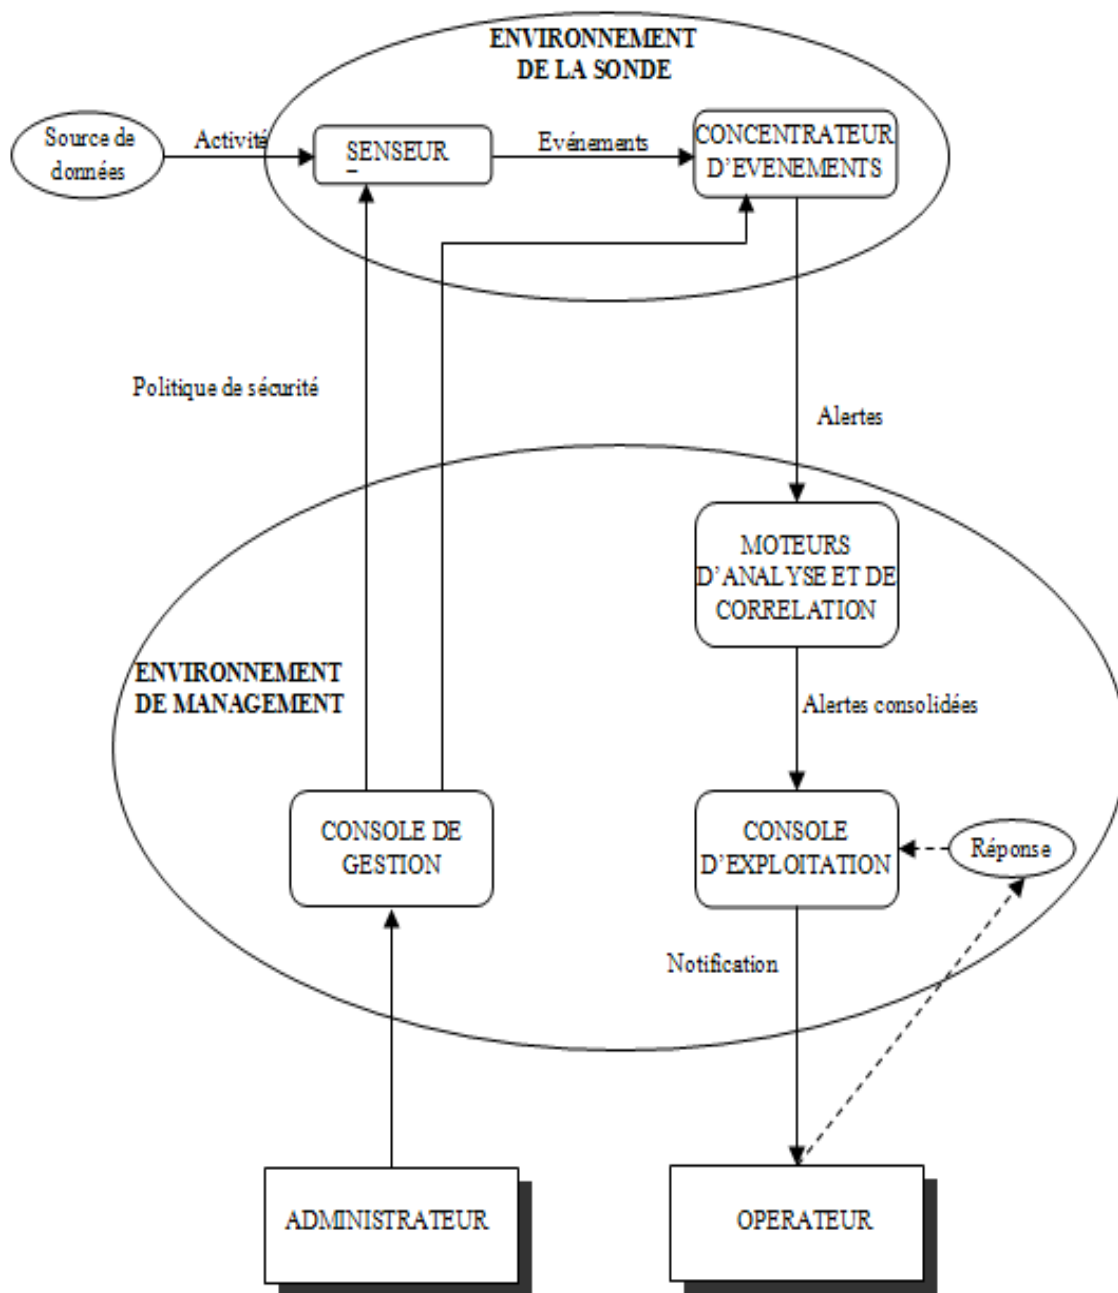 ENVIRONNEMENT
DE LA SONDE
Source de
données
Activité
SENSEUR
Evénements
CONCENTRATEUR
D’EVENEMENTS
Politique de sécurité
Alertes
MOTEURS
D’ANALYSE ET DE
CORRELATION
ENVIRONNEMENT
DE MANAGEMENT
Alertes consolidées
CONSOLE DE
GESTION
CONSOLE
D’EXPLOITATION
Réponse
Notification
ADMINISTRATEUR
OPERATEUR